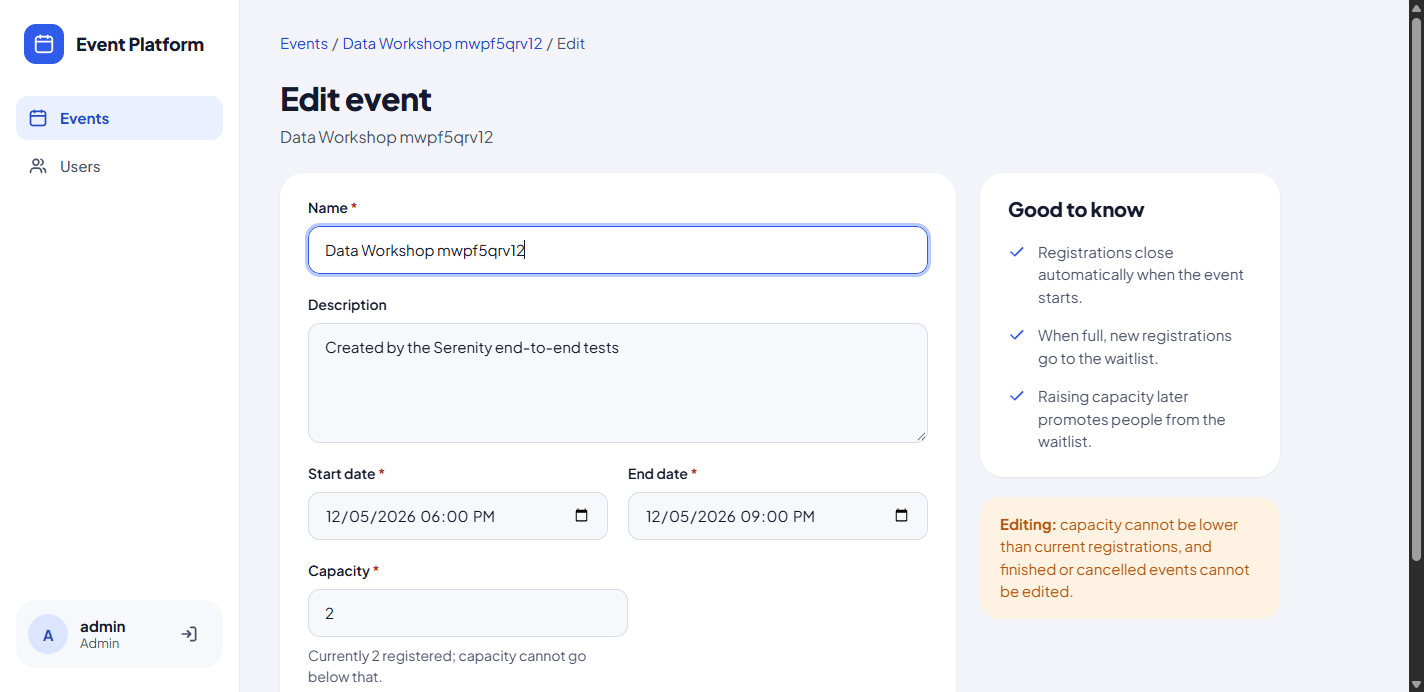 Event Platform
Events
Users
admin
Admin
A
Events / Data Workshop mwpf5qrv12 / Edit
Edit event
Data Workshop mwpf5qrv12
Name *
Data Workshop mwpf5qrv12
Description
Created by the Serenity end-to-end tests
Start date *
End date *
12/05/2026 06:00 PM
12/05/2026 09:00 PM
Capacity *
2
Currently 2 registered; capacity cannot go
below that.
Good to know
Registrations close
automatically when the event
starts.
When full, new registrations
go to the waitlist.
Raising capacity later
promotes people from the
waitlist.
Editing: capacity cannot be lower
than current registrations, and
finished or cancelled events cannot
be edited.